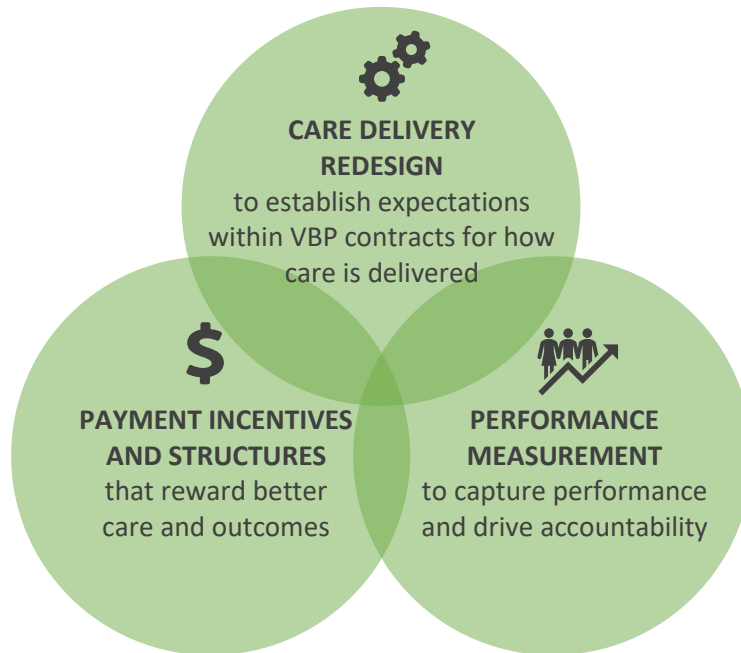 CARE DELIVERY
REDESIGN
to establish expectations
within VBP contracts for how
care is delivered
$
PAYMENT INCENTIVES
AND STRUCTURES
that reward better
care and outcomes
PERFORMANCE
MEASUREMENT
to capture performance
and drive accountability